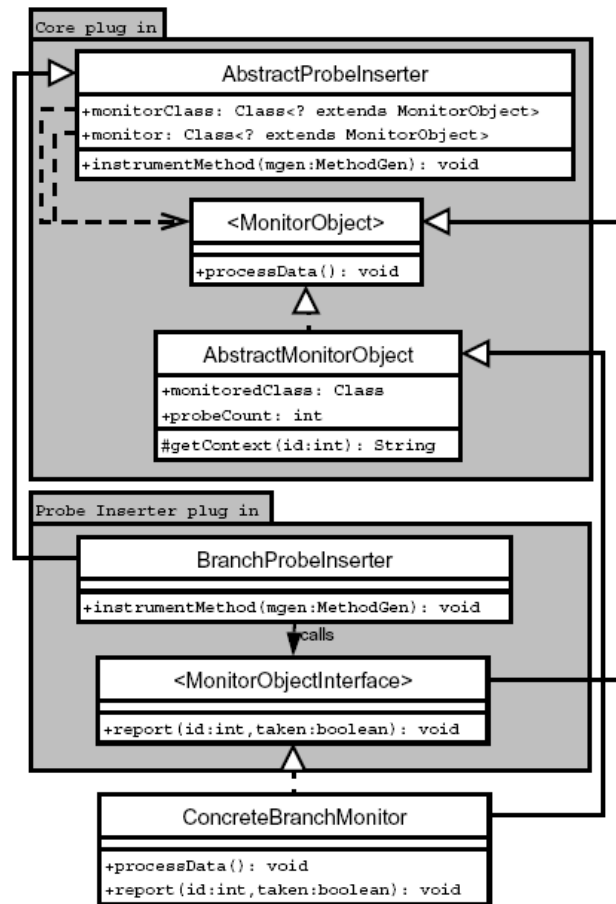 Core plug in
AbstractProbeInserter
+monitorClass: Class<? extends MonitorObject>
+monitor: Class<? extends MonitorObject>
+instrumentMethod(mgen:MethodGen): void
<MonitorObject>
+processData(): void
AbstractMonitorObject
+monitoredClass: Class
+probeCount: int
#getContext(id:int): String
Probe Inserter plug in
BranchProbeInserter
+instrumentMethod(mgen:MethodGen): void
calls
<MonitorObjectInterface>
+report(id:int,taken:boolean): void
ConcreteBranchMonitor
+processData(): void
+report(id:int,taken:boolean): void